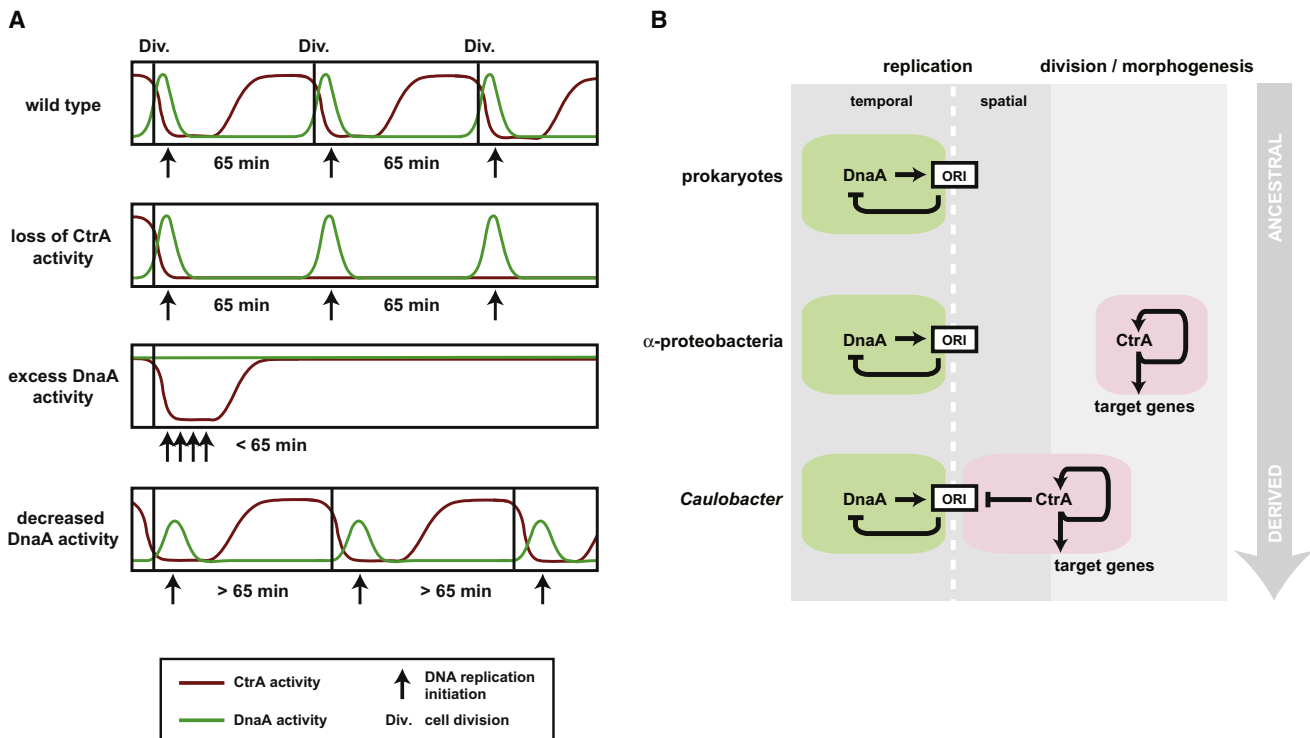 A
Div.
Div.
Div.
wild type
65 min
65 min
loss of CtrA
activity
65 min
65 min
excess DnaA
activity
< 65 min
decreased
DnaA activity
> 65 min
> 65 min
CtrA activity
DnaA activity
DNA replication
initiation
Div. cell division
B
replication
division / morphogenesis
temporal
spatial
prokaryotes
DnaA
ORI
α-proteobacteria
DnaA
ORI
CtrA
target genes
Caulobacter
DnaA
ORI
CtrA
target genes
ANCESTRAL
DERIVED